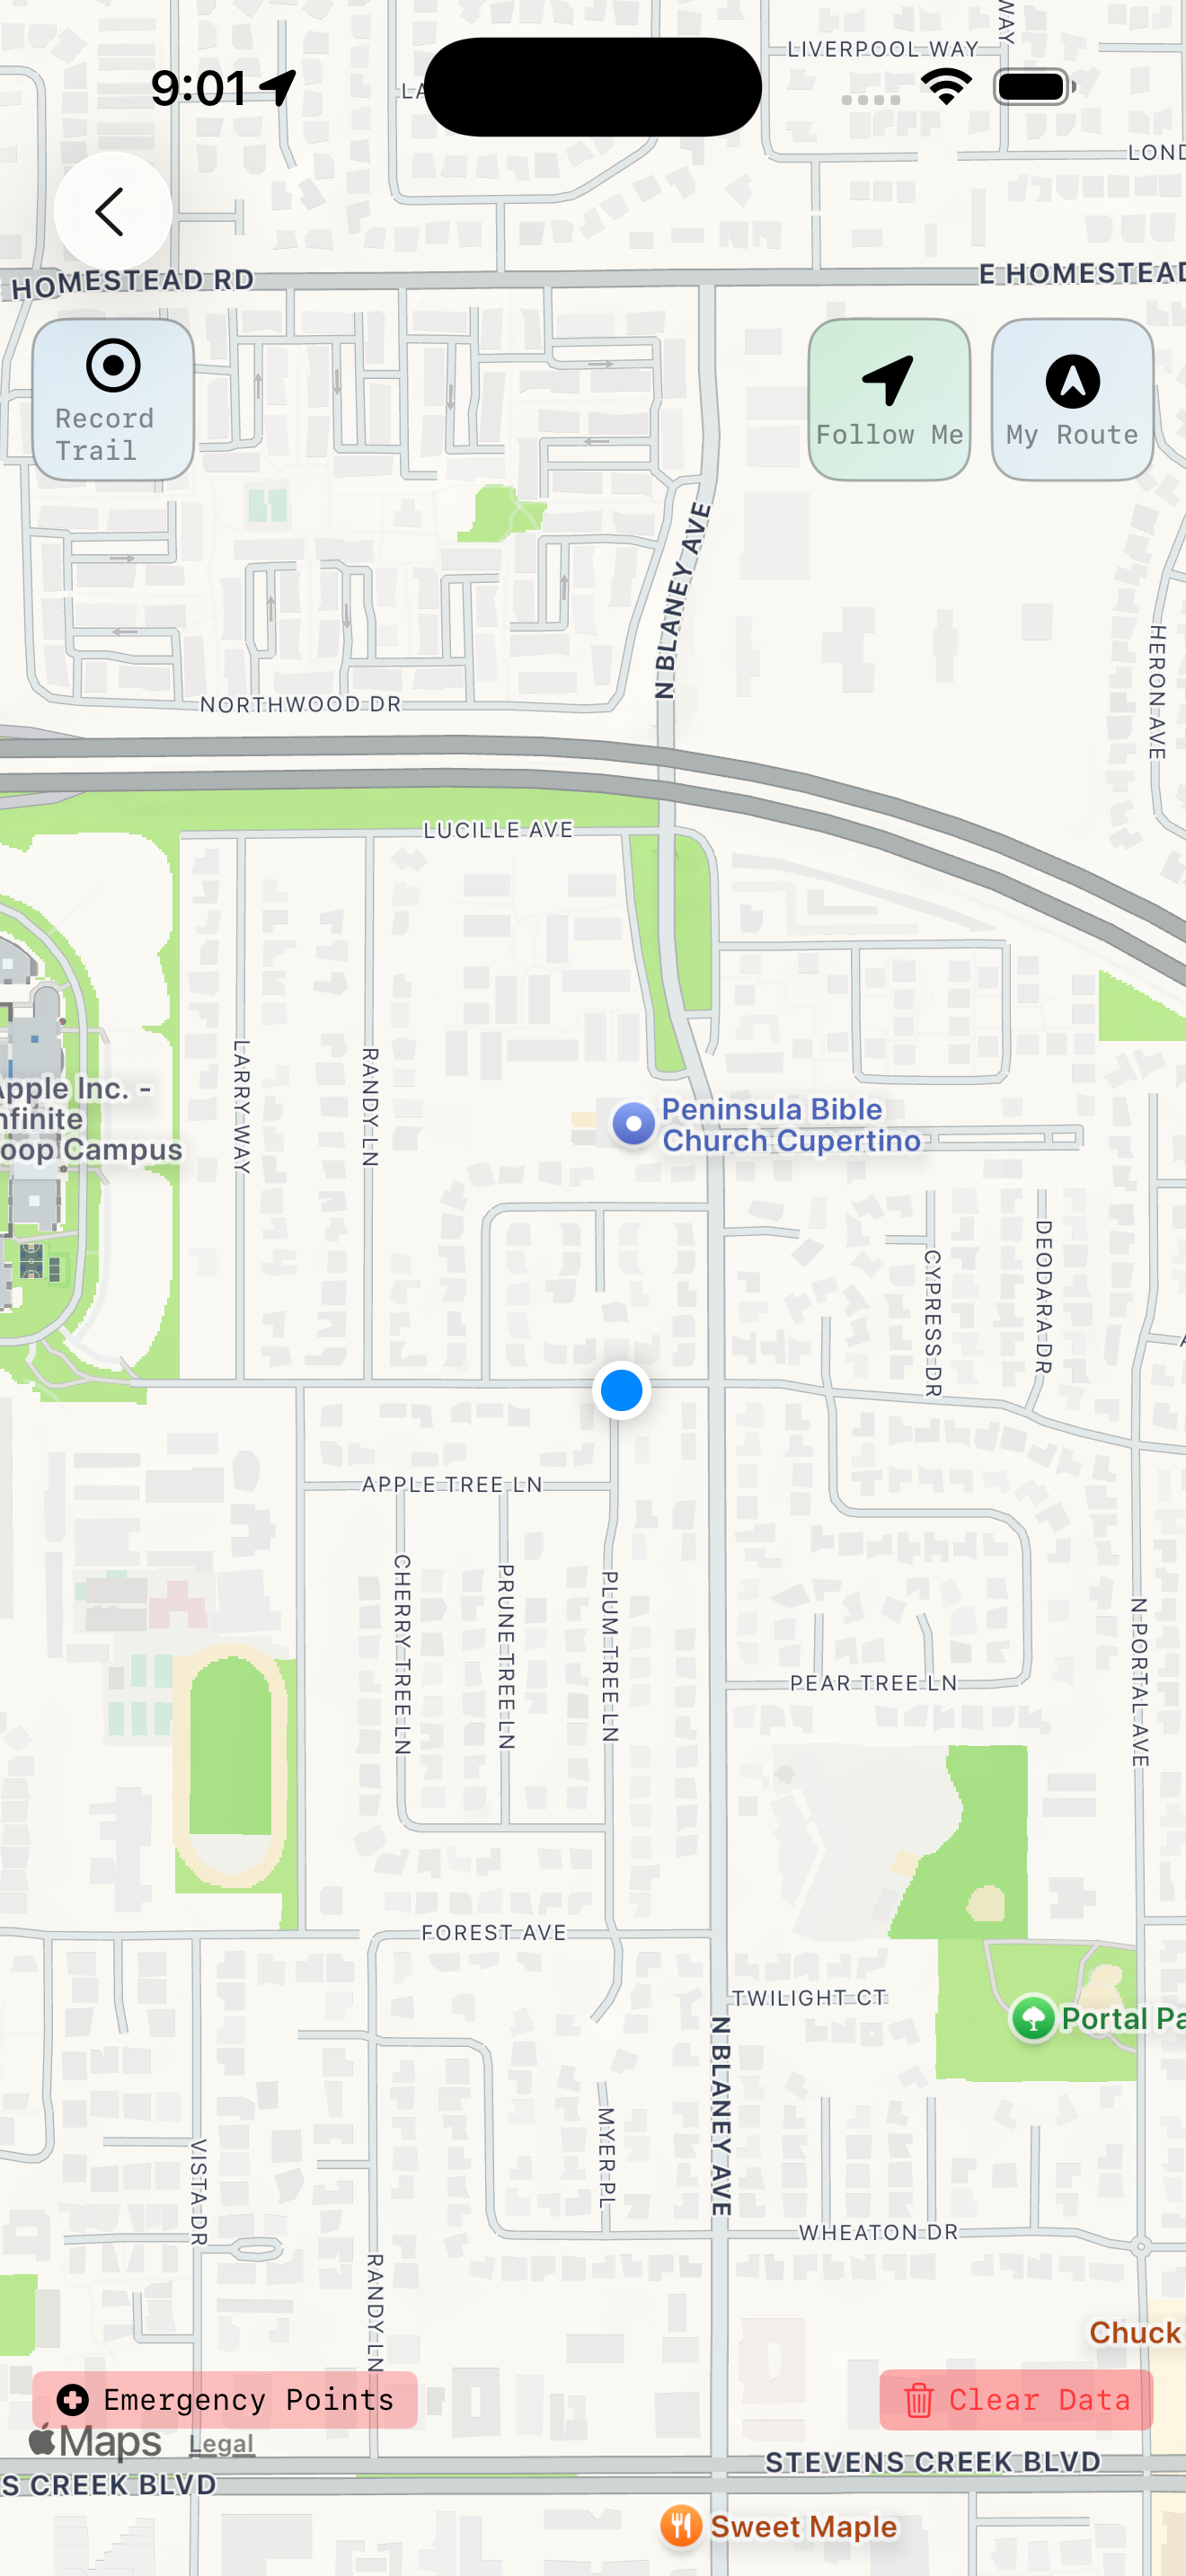 WAY
LIVERPOOL WAY
9:01
LA
LOND
HOMESTEAD RD
E HOMESTEAD
Record
Trail
Follow Me
My Route
N BLANEY AVE
HERON AVE
NORTHWOOD DR
LUCILLE AVE
LARRY WAY
RANDY LN
Apple Inc. -
nfinite
oop Campus
Peninsula Bible
Church Cupertino
CYPRESS DR
DEODARA DR
A
APPLE TREE LN
CHERRY TREE LN
PRUNE TREE LN
PLUM TREE LN
N PORTAL AVE
PEAR TREE LN
FOREST AVE
TWILIGHT CT
Portal Pa
N BLANEY AVE
MYER PL
VISTA DR
WHEATON DR
RANDY LN
Chuck
Emergency Points
Clear Data
Maps
Legal
STEVENS CREEK BLVD
S CREEK BLVD
Sweet Maple